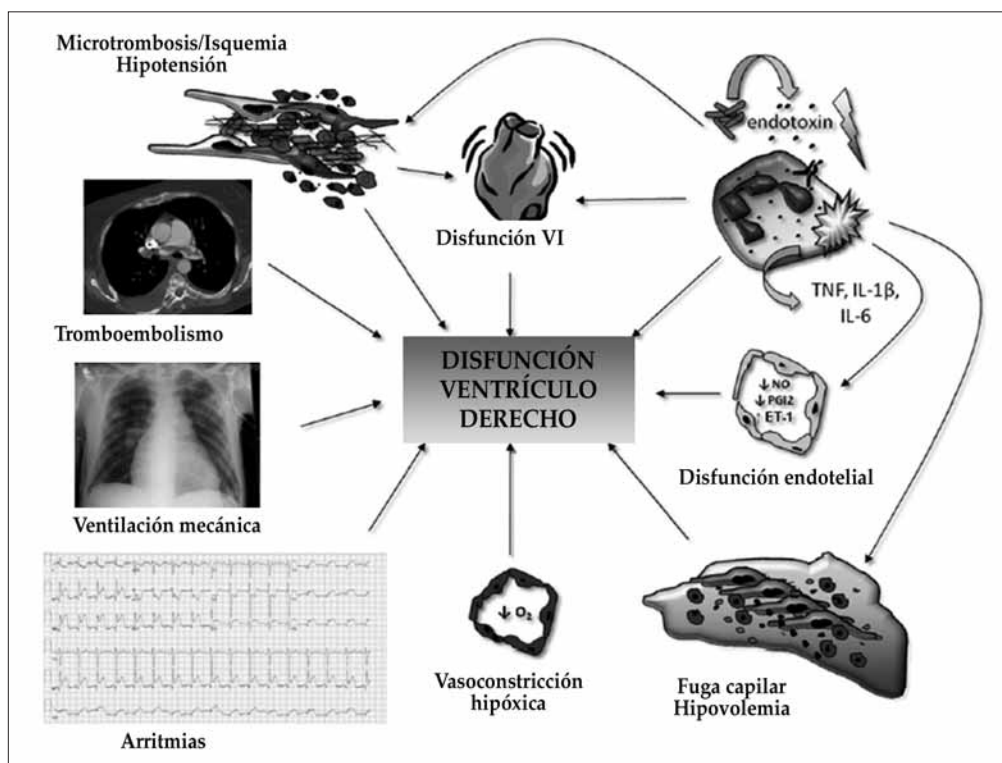 Microtrombosis/Isquemia
Hipotensión
endotoxin
Disfunción VI
TNF, IL-1β,
IL-6
Tromboembolismo
DISFUNCIÓN
VENTRÍCULO
DERECHO
↓ NO
↓ PGI2
↑ ET-1
Disfunción endotelial
Ventilación mecánica
↓ O₂
Vasoconstricción
hipóxica
Fuga capilar
Hipovolemia
Arritmias